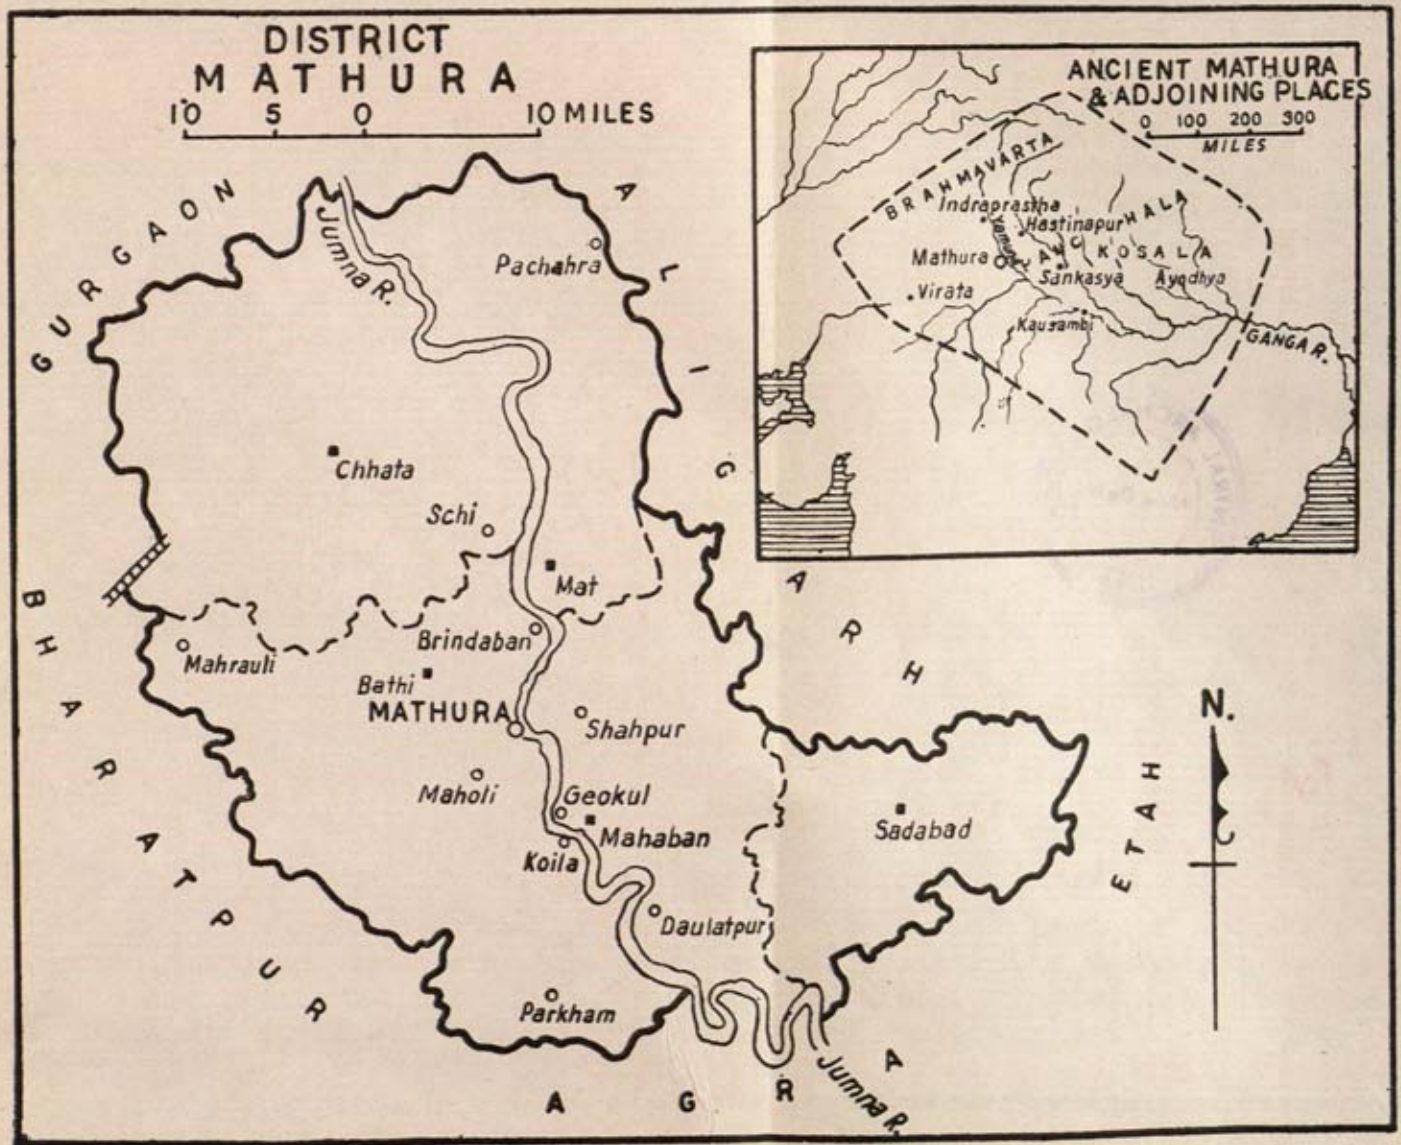 DISTRICT
MATHURA
10 5 0 10 MILES
ANCIENT MATHURA
& ADJOINING PLACES
0 100 200 300
MILES
BRAHMAVARTA
Indraprastha
Hastinapur
Yamuna
PANCHALA
KOSALA
Mathura
Sankasya
Ayodhya
Virata
Kausambi
GANGA R.
GURGAON
ALIGARH
Jumna R.
Pachahra
Chhata
Schi
Mat
BHARATPUR
Brindaban
Mahrauli
Bathi
MATHURA
Shahpur
N.
Maholi
Geokul
Mahaban
Koila
Sadabad
ETAH
Daulatpur
Parkham
Jumna R.
AGRA